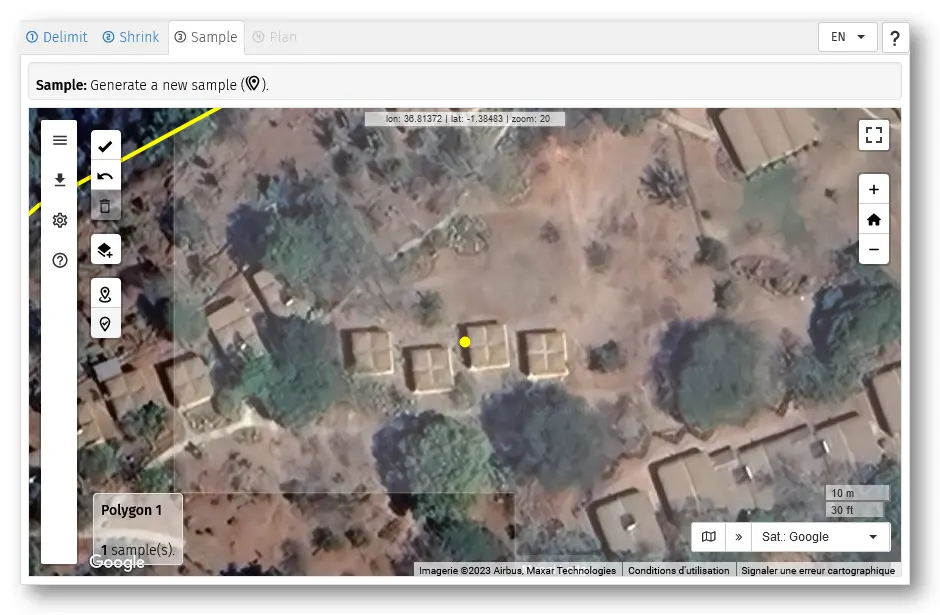 ① Delimit ② Shrink ③ Sample ④ Plan EN ?
Sample: Generate a new sample ().
lon: 36.81372 | lat: -1.38483 | zoom: 20
+
−
10 m
30 ft
Polygon 1
1 sample(s).
» Sat.: Google
Google
Imagerie ©2023 Airbus, Maxar Technologies Conditions d'utilisation Signaler une erreur cartographique